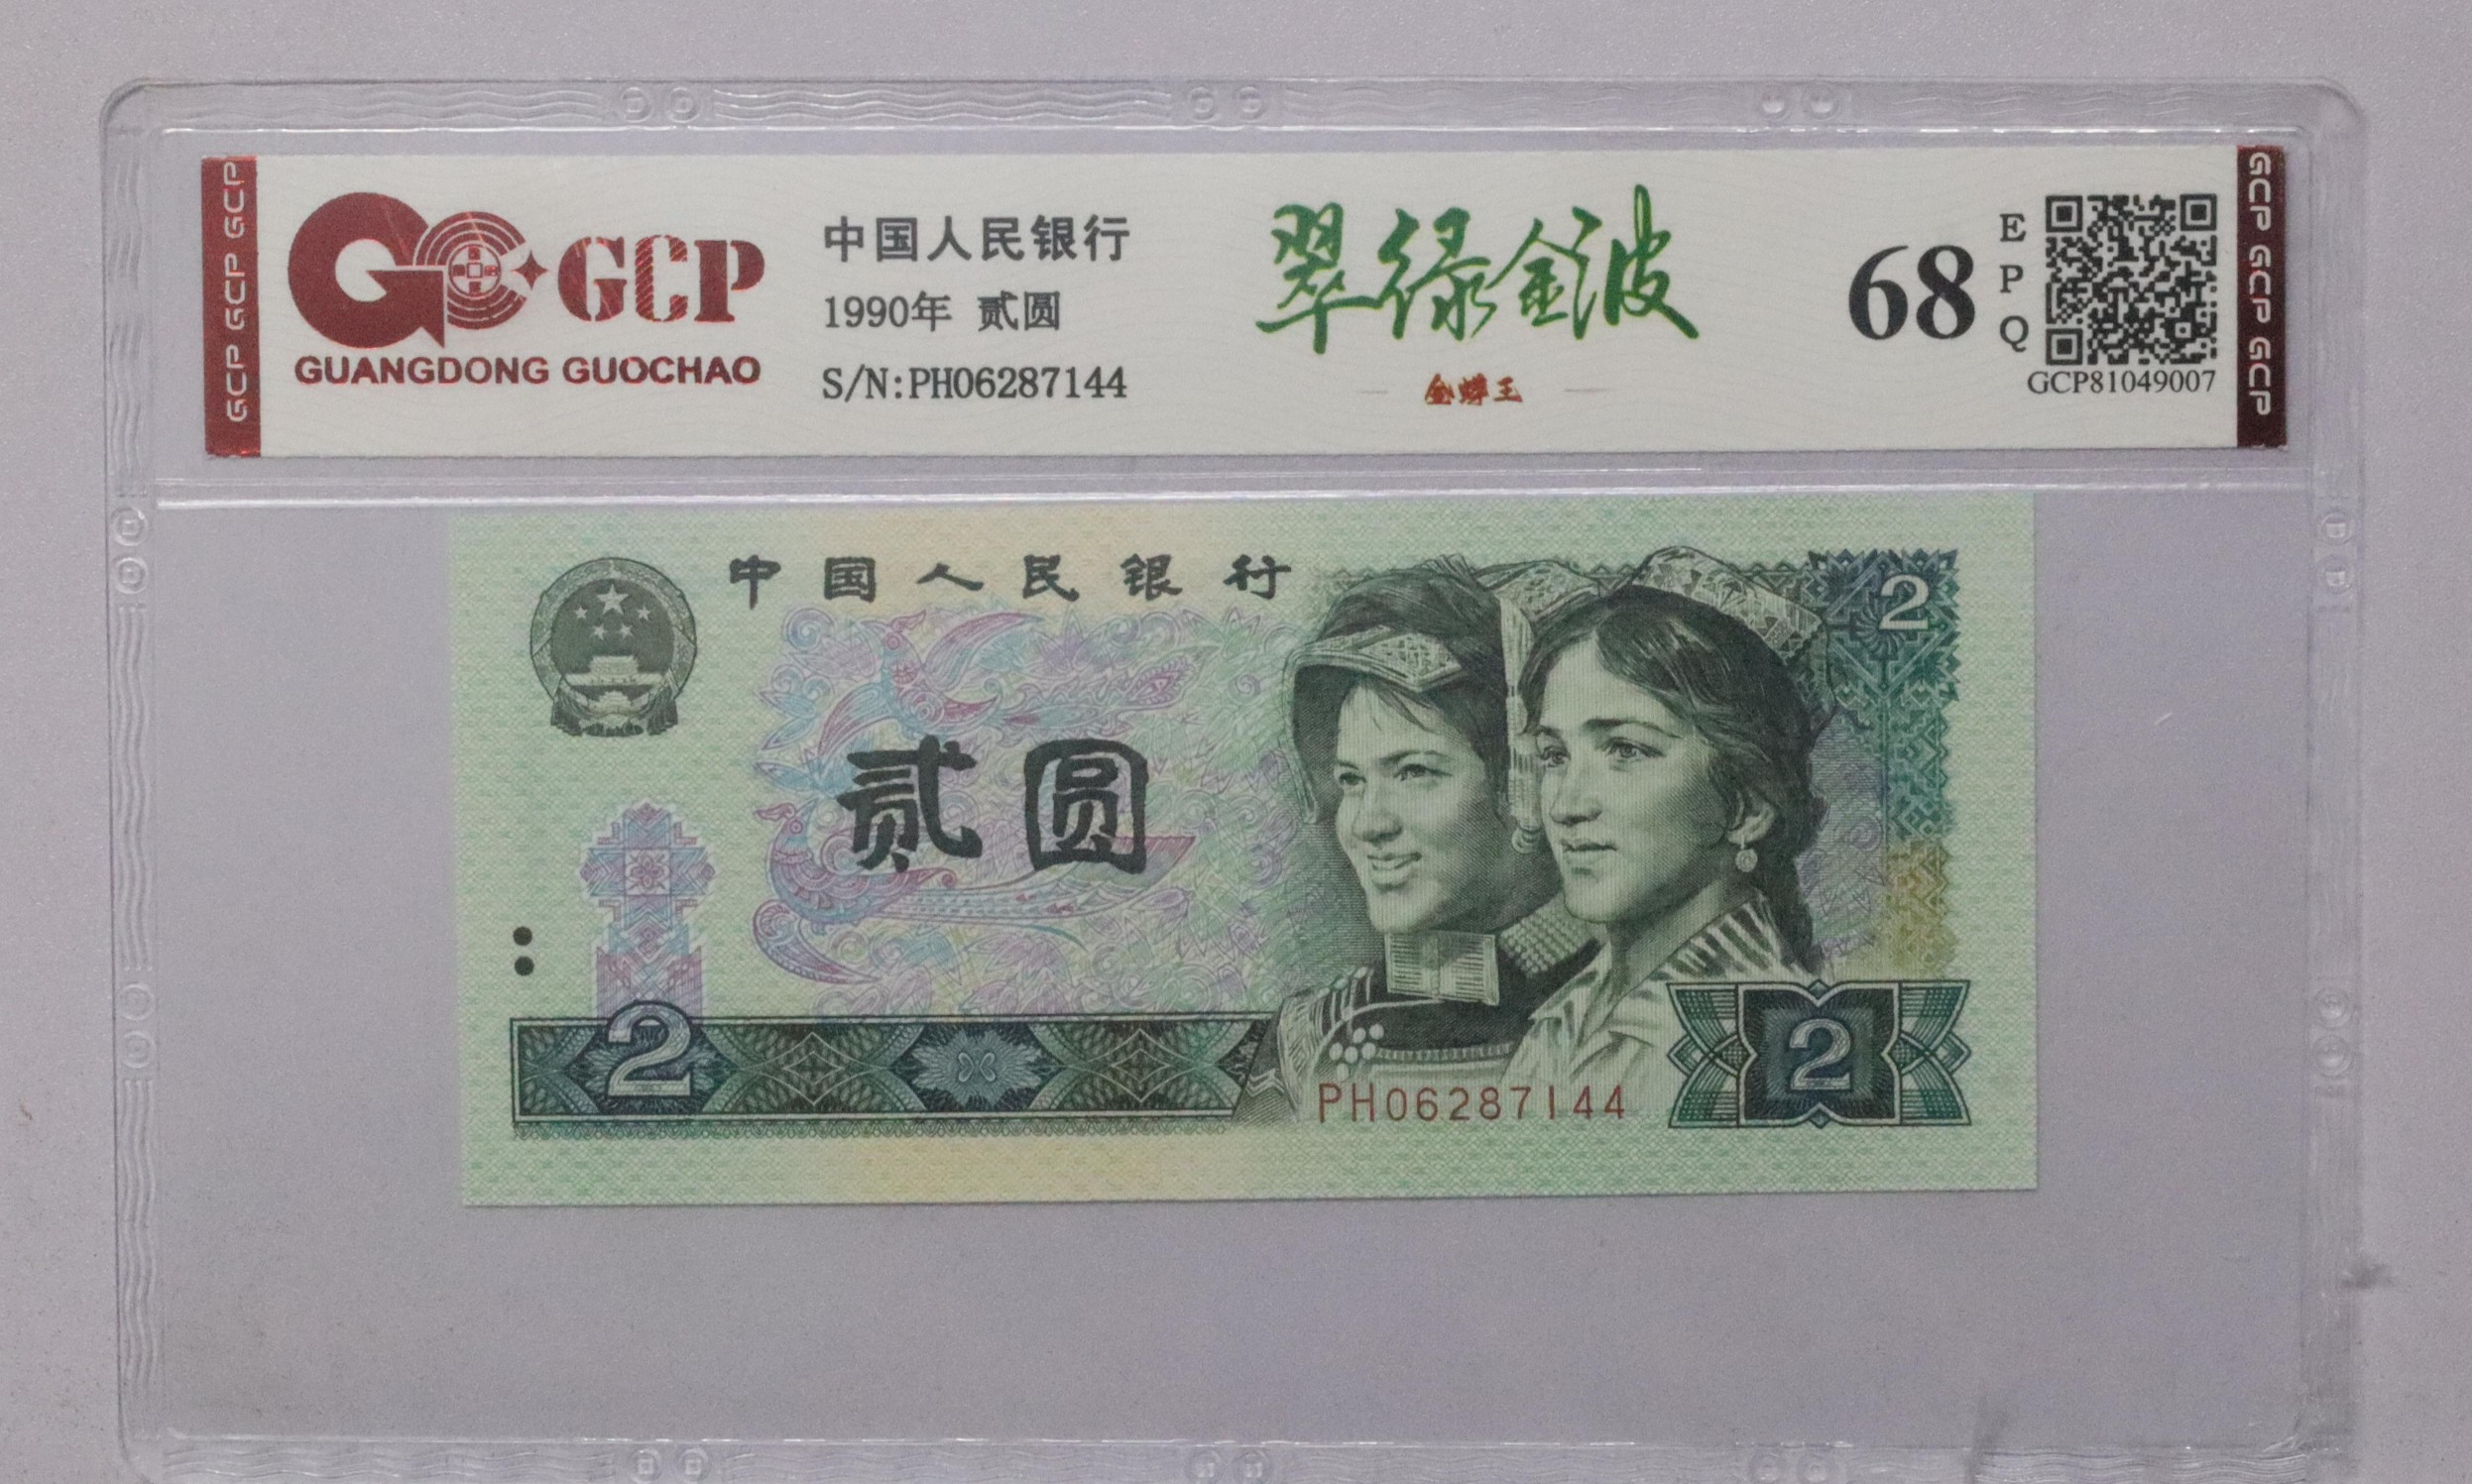 GCP GCP GCP
GCP
GUANGDONG GUOCHAO
中国人民银行
1990年 贰圆
S/N:PH06287144
翠绿金波
金蟒王
68
EPQ
GCP81049007
GCP GCP GCP
中国人民银行
2
贰圆
2
PH06287144
2